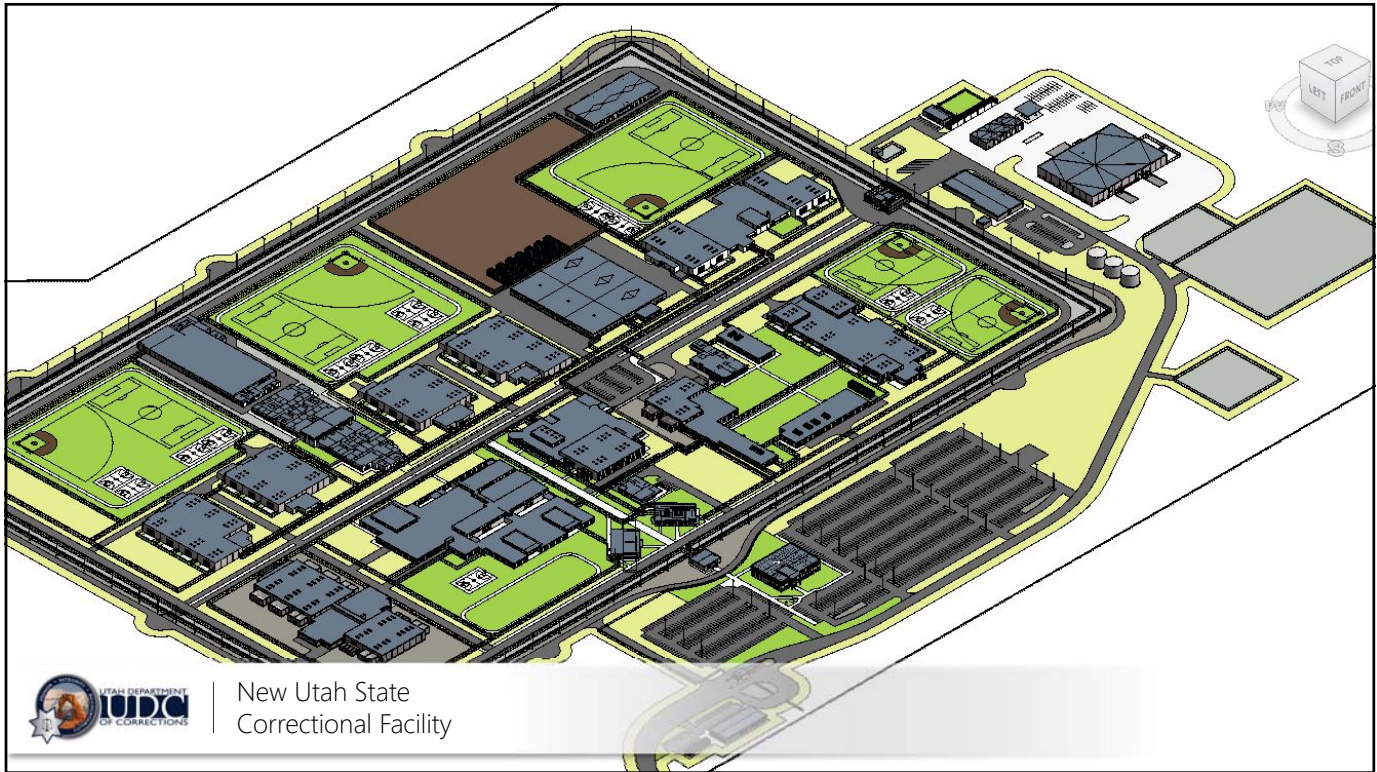 TOP
LEFT
FRONT
W
S
UTAH DEPARTMENT
UDC
OF CORRECTIONS
New Utah State
Correctional Facility